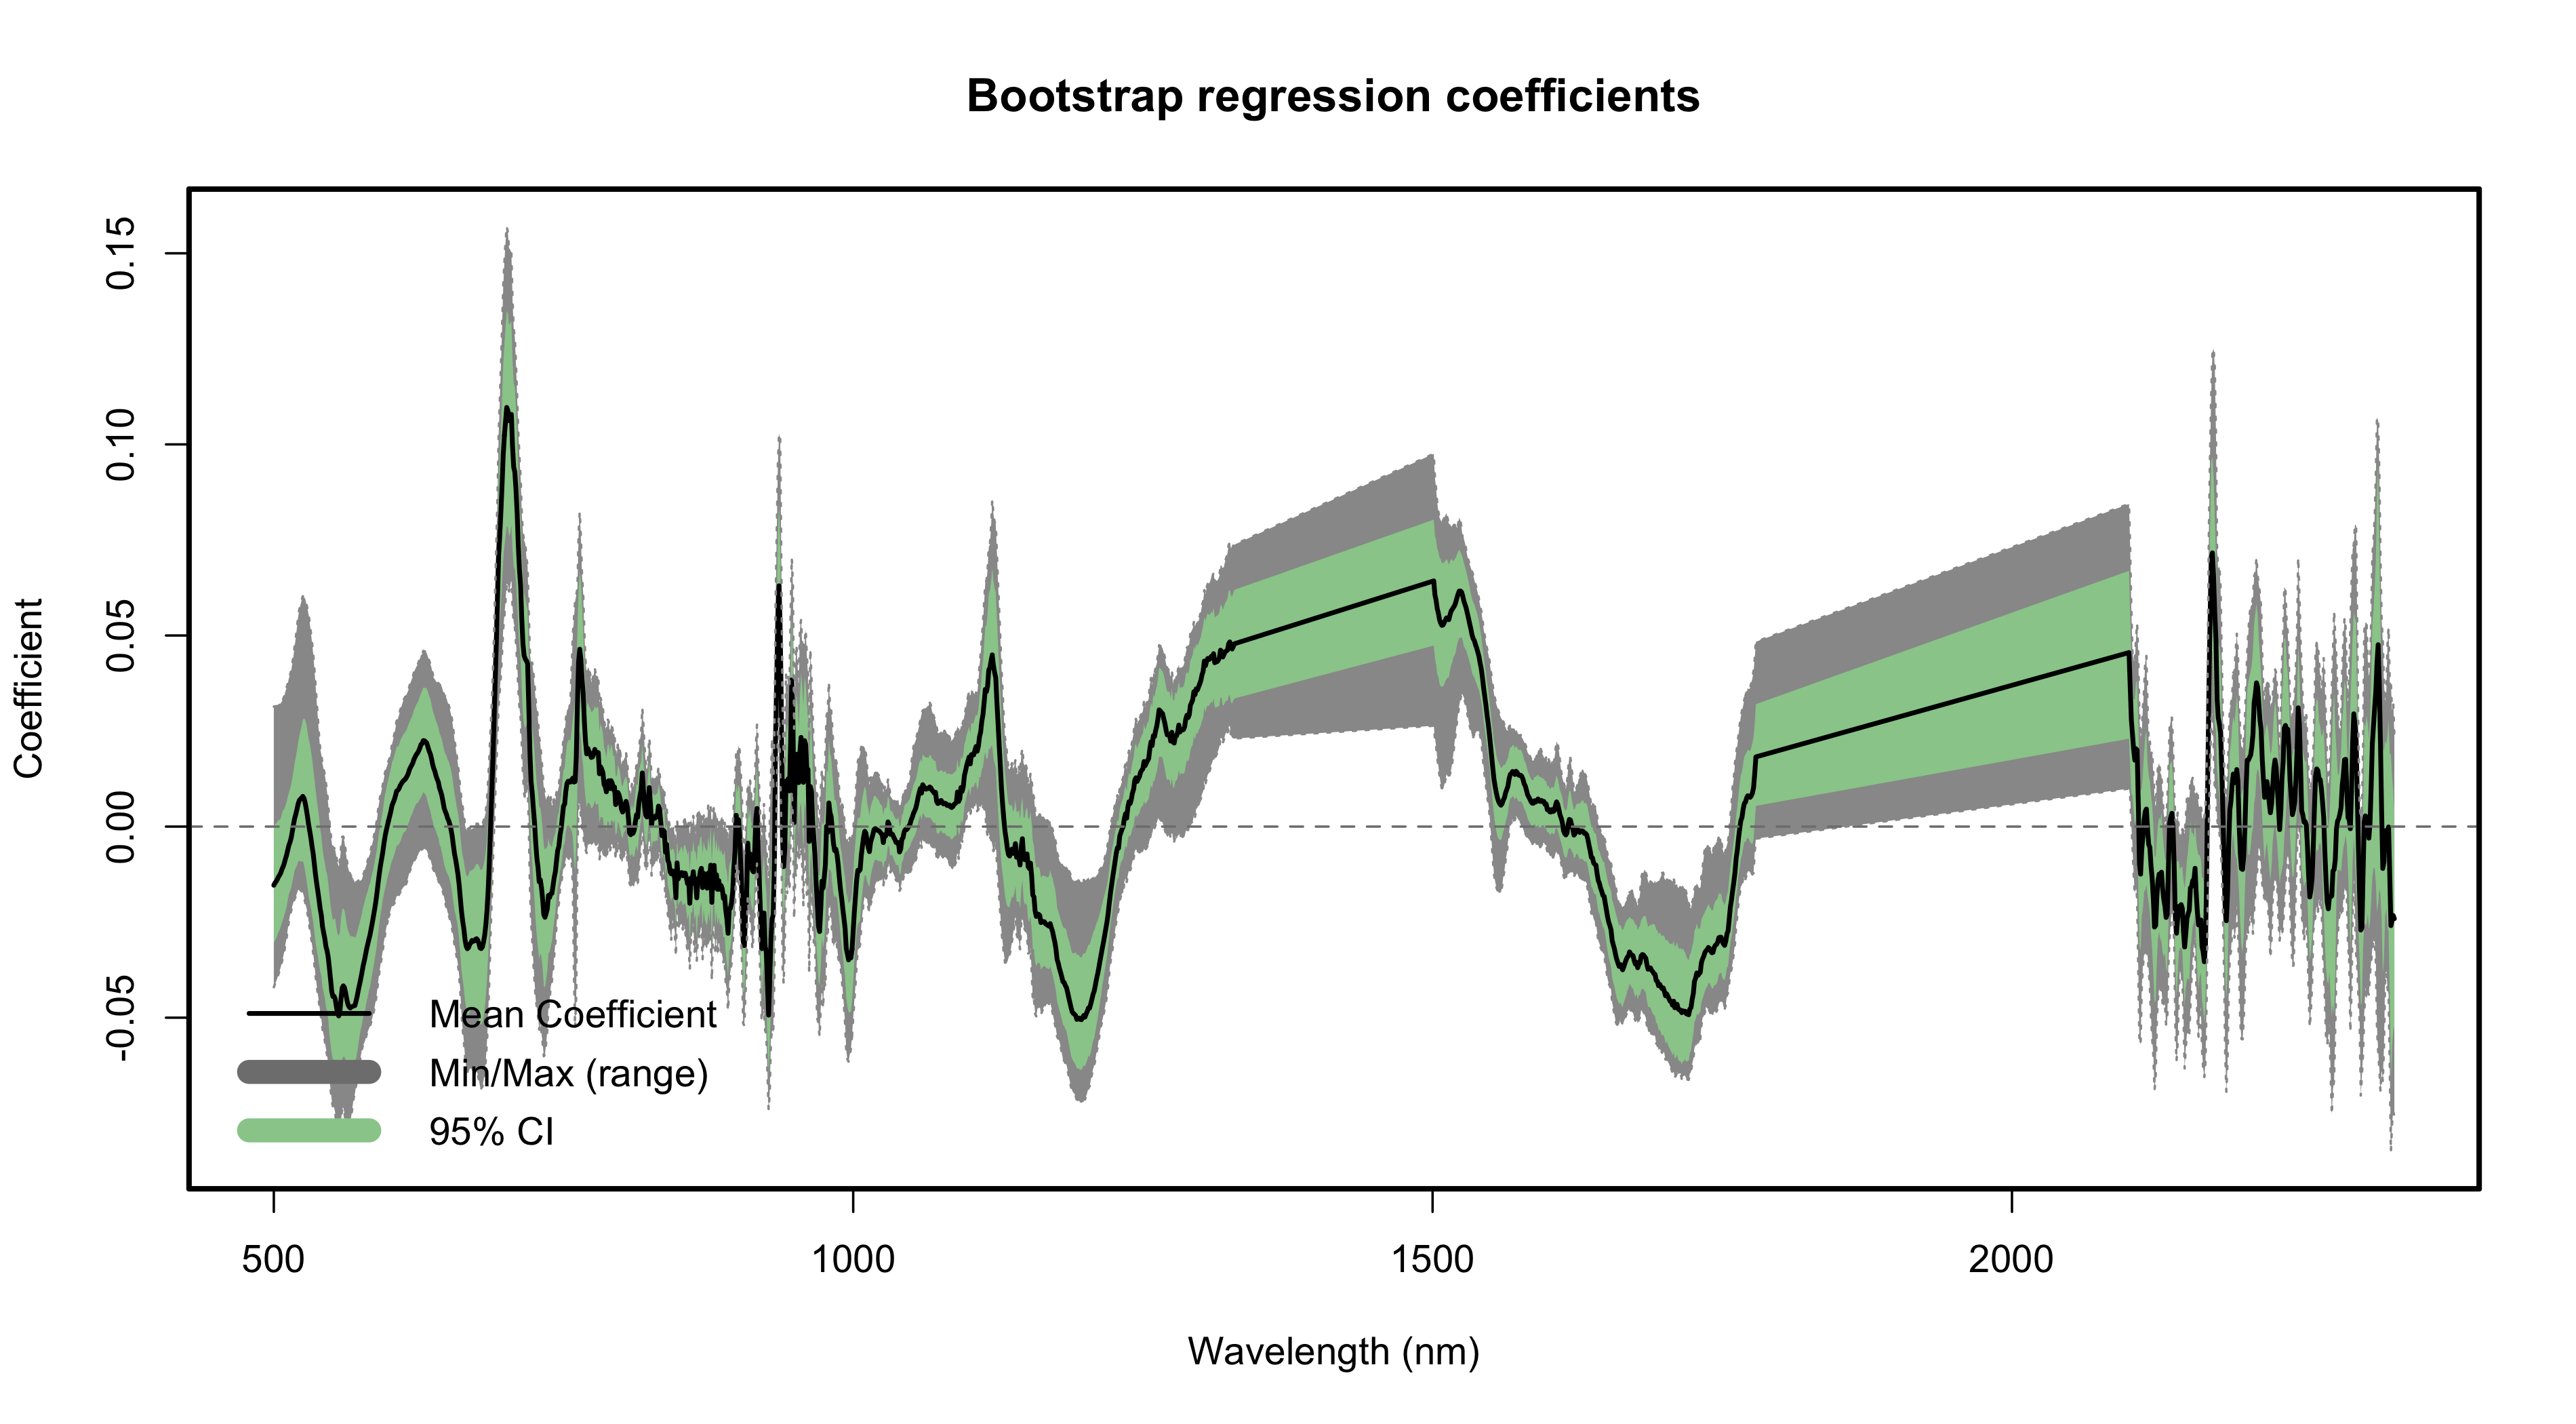 Bootstrap regression coefficients
Coefficient
0.15
0.10
0.05
0.00
-0.05
Mean Coefficient
Min/Max (range)
95% CI
500 1000 1500 2000
Wavelength (nm)